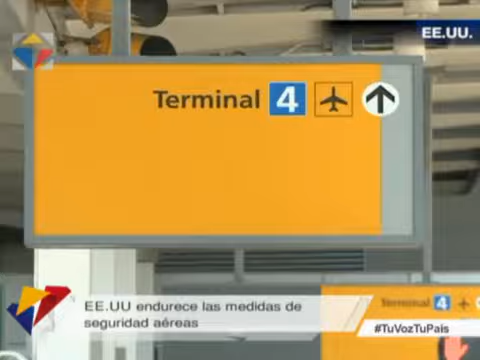 EE.UU.
Terminal 4
EE.UU endurece las medidas de
seguridad aéreas
Terminal 4
#TuVozTuPais